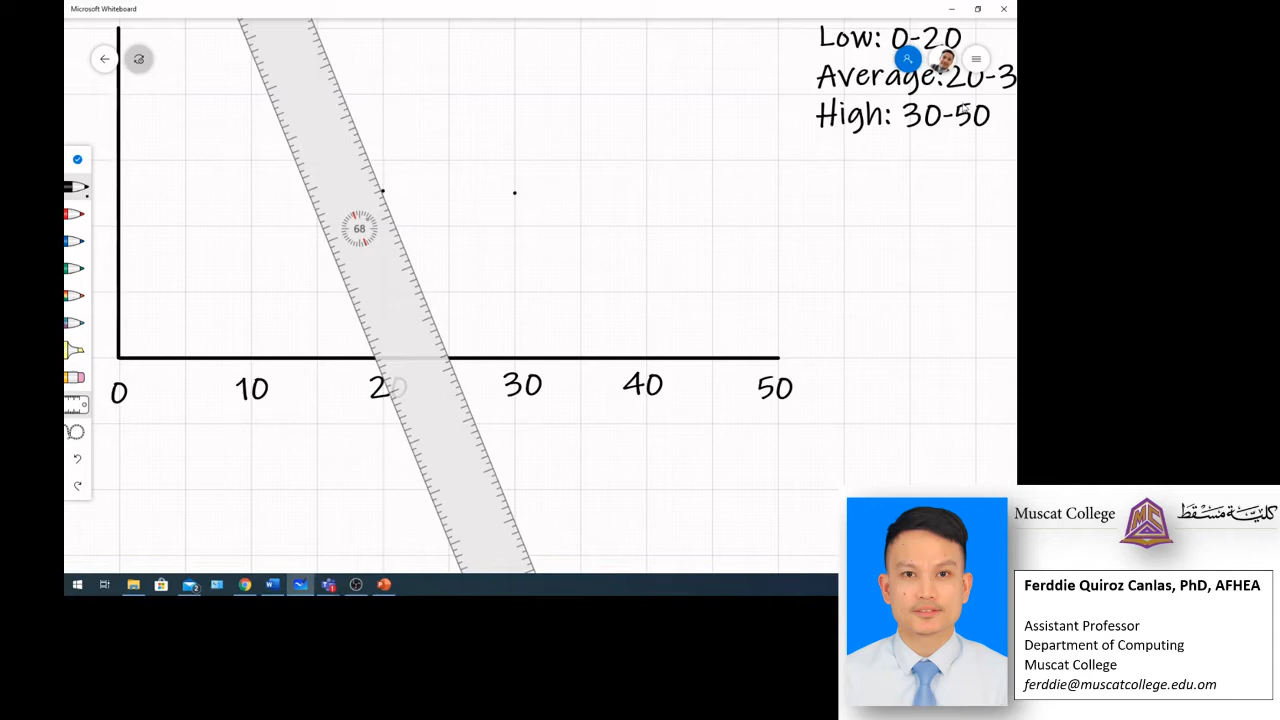 Microsoft Whiteboard
Low: 0-20
Average:20-3
High: 30-50
68
0
10
20
30
40
50
Muscat College
كلية مسقط
MC
Ferddie Quiroz Canlas, PhD, AFHEA
Assistant Professor
Department of Computing
Muscat College
ferddie@muscatcollege.edu.om